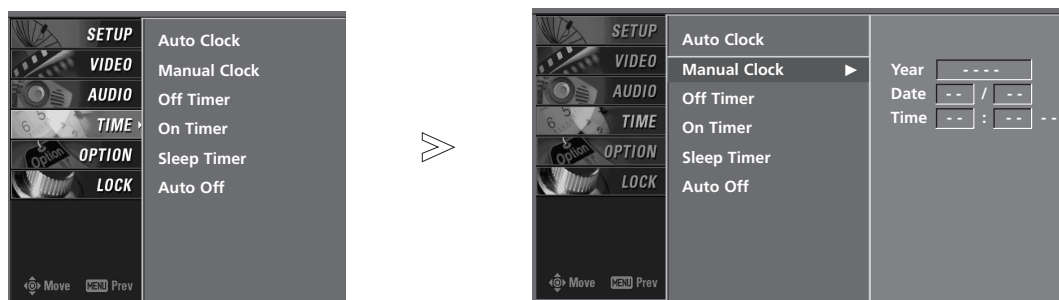 SETUP
VIDEO
AUDIO
TIME
OPTION
LOCK
Auto Clock
Manual Clock
Off Timer
On Timer
Sleep Timer
Auto Off
Move MENU Prev
SETUP
VIDEO
AUDIO
TIME
OPTION
LOCK
Auto Clock
Manual Clock ►
Off Timer
On Timer
Sleep Timer
Auto Off
Year - - - -
Date - - / - -
Time - - : - - - -
Move MENU Prev